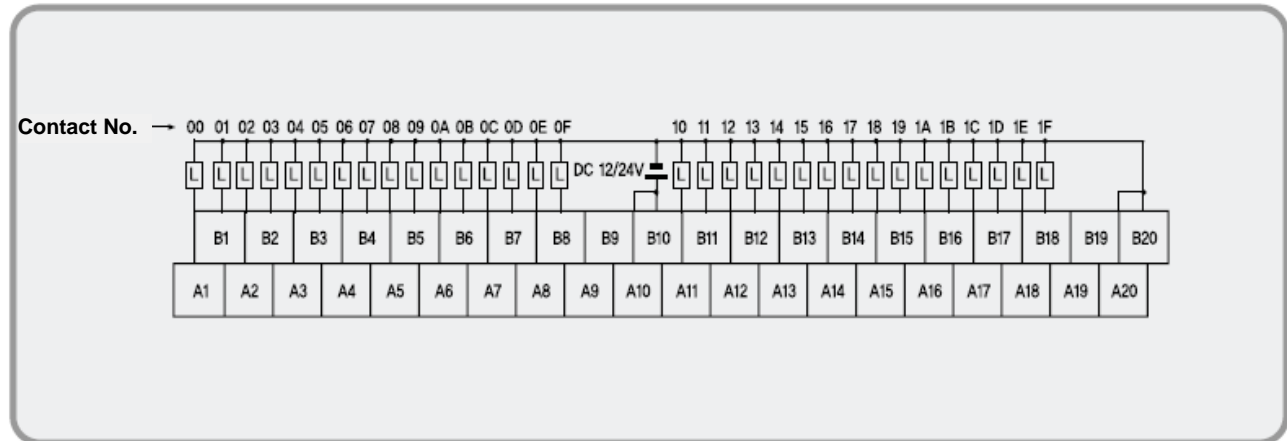 Contact No. → 00 01 02 03 04 05 06 07 08 09 0A 0B 0C 0D 0E 0F 10 11 12 13 14 15 16 17 18 19 1A 1B 1C 1D 1E 1F
L L L L L L L L L L L L L L L L DC 12/24V L L L L L L L L L L L L L L L L
B1 B2 B3 B4 B5 B6 B7 B8 B9 B10 B11 B12 B13 B14 B15 B16 B17 B18 B19 B20
A1 A2 A3 A4 A5 A6 A7 A8 A9 A10 A11 A12 A13 A14 A15 A16 A17 A18 A19 A20